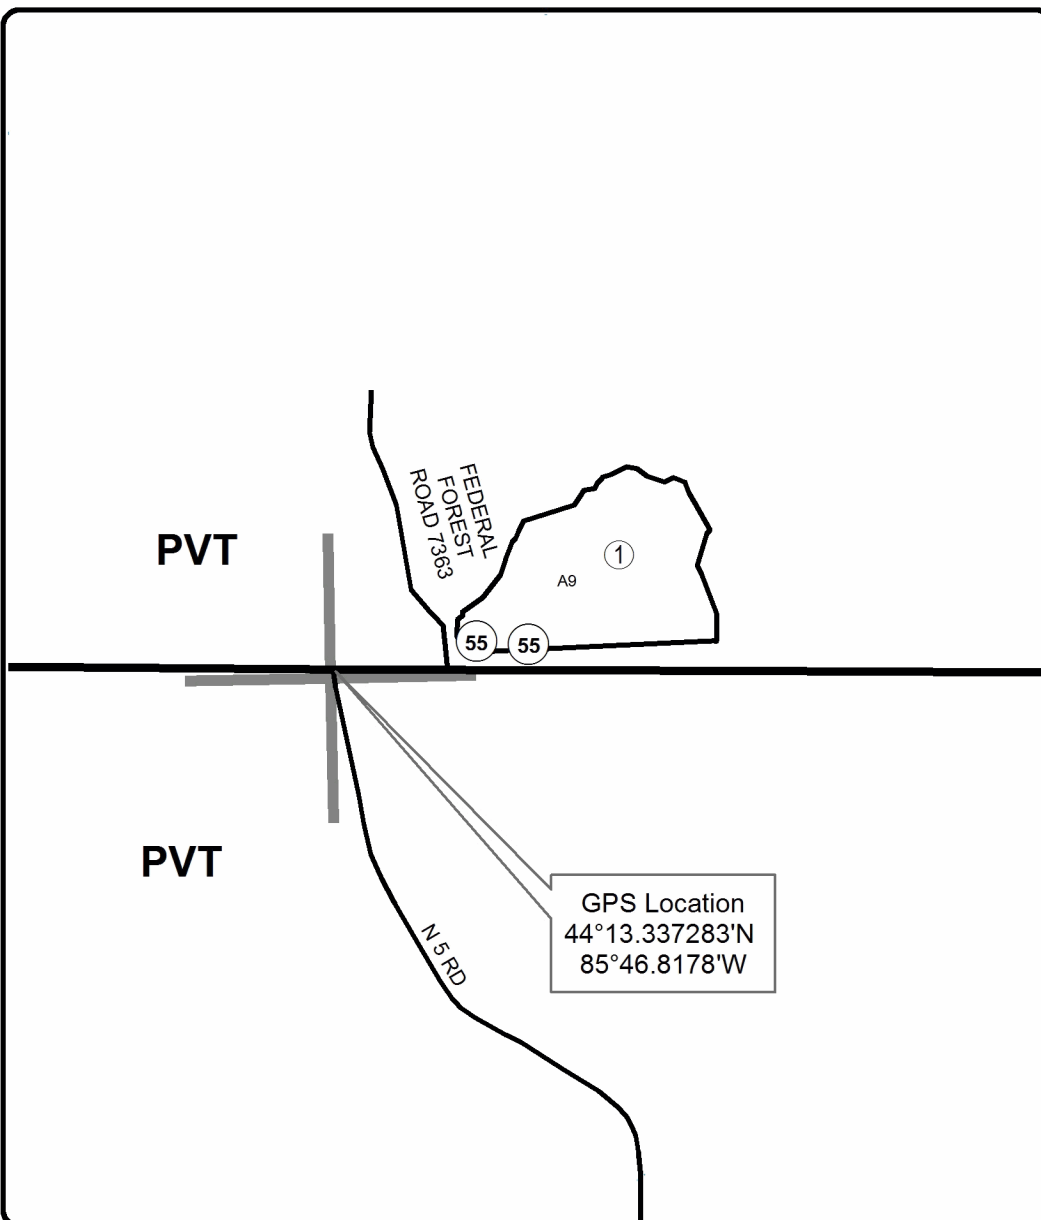 FEDERAL
FOREST
ROAD 7363
PVT
1
A9
55
55
PVT
GPS Location
44°13.337283'N
85°46.8178'W
N 5 RD